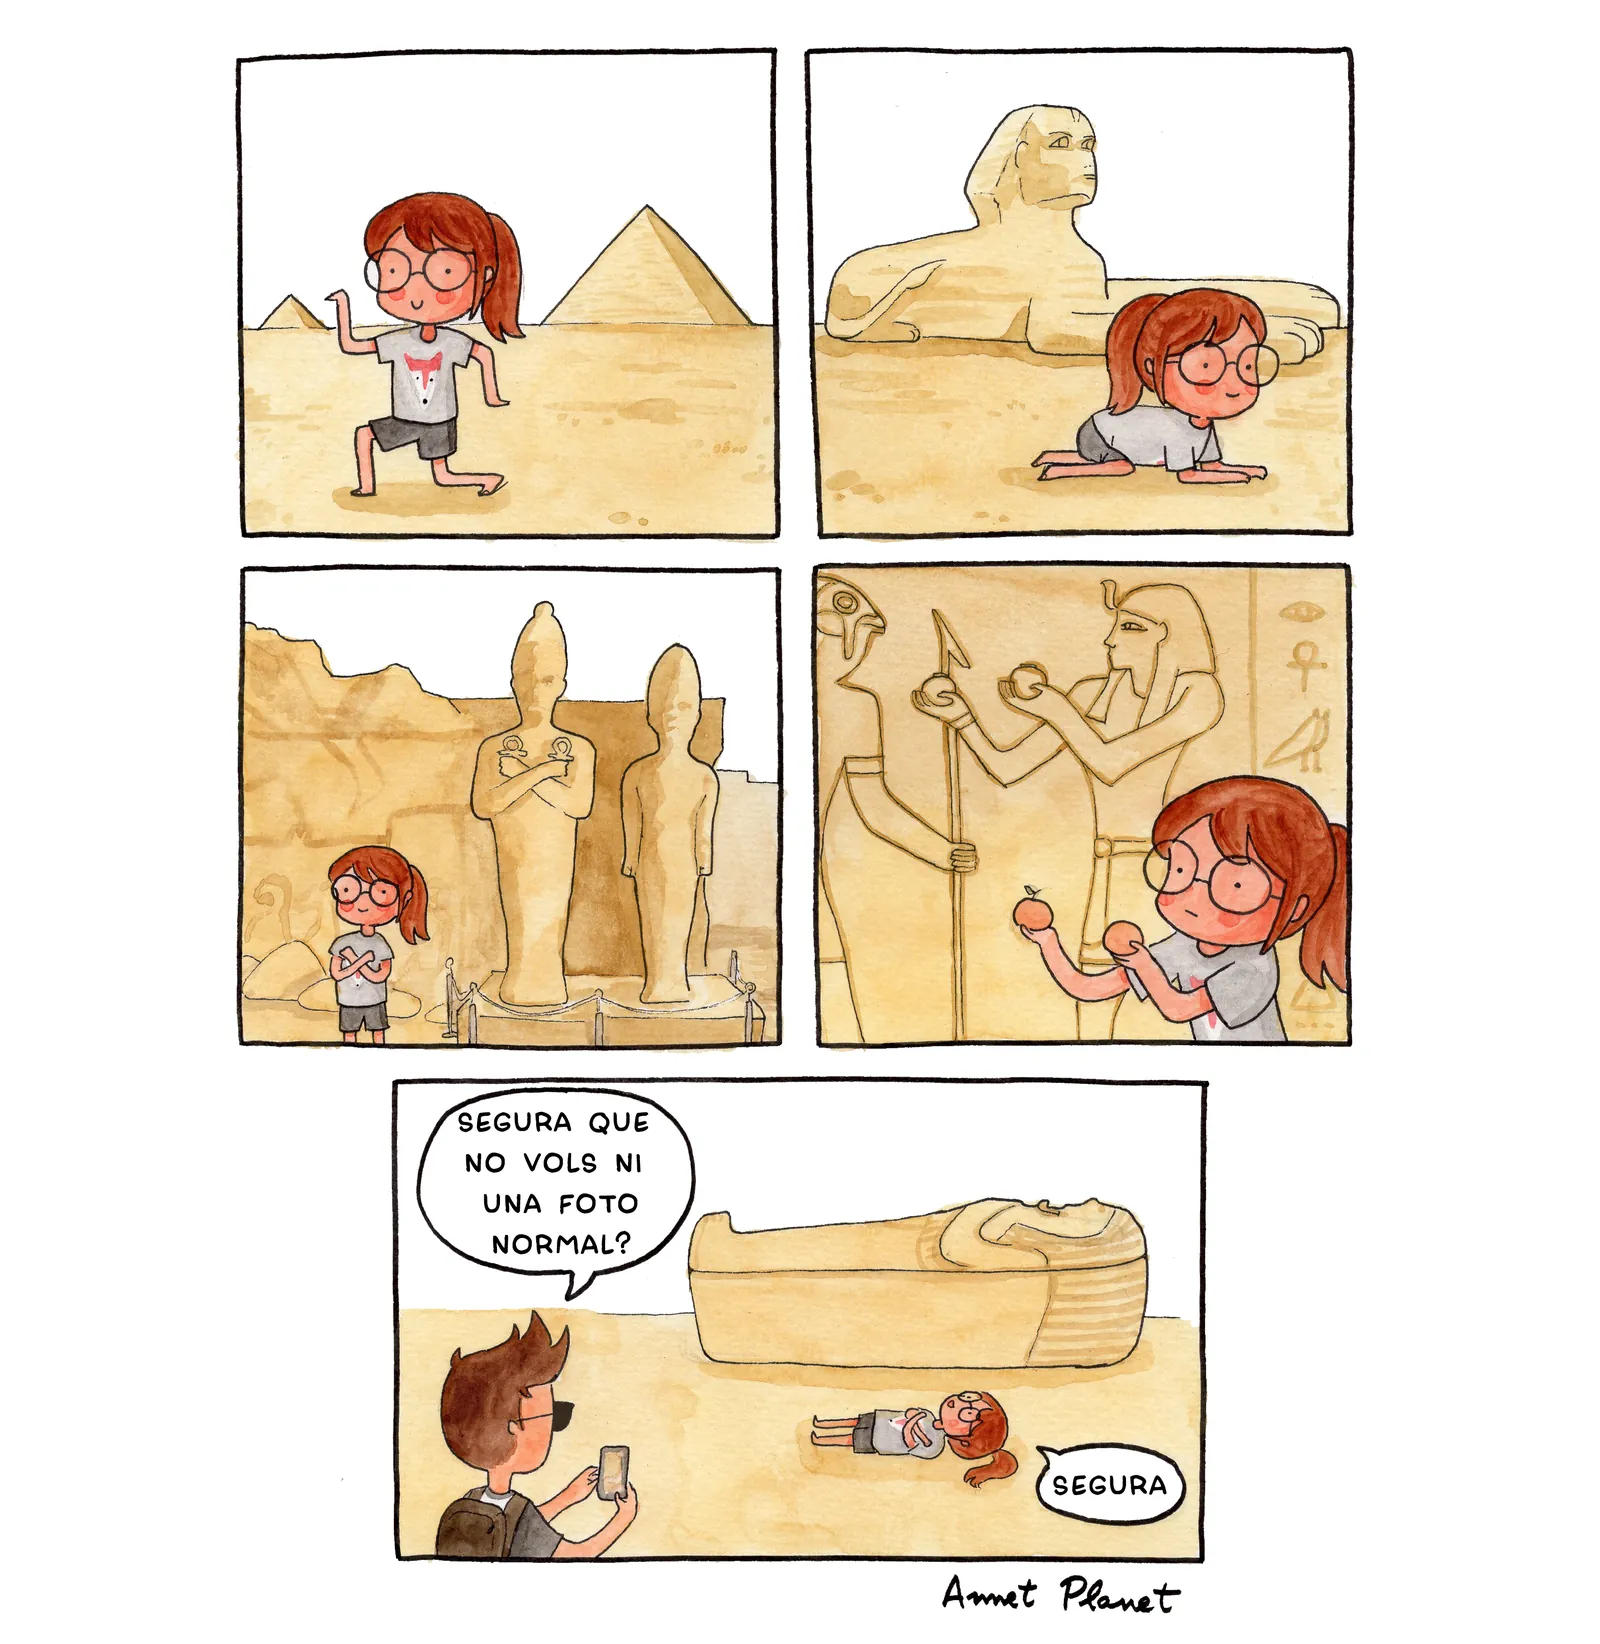 SEGURA QUE
NO VOLS NI
UNA FOTO
NORMAL?
SEGURA
Annet Planet